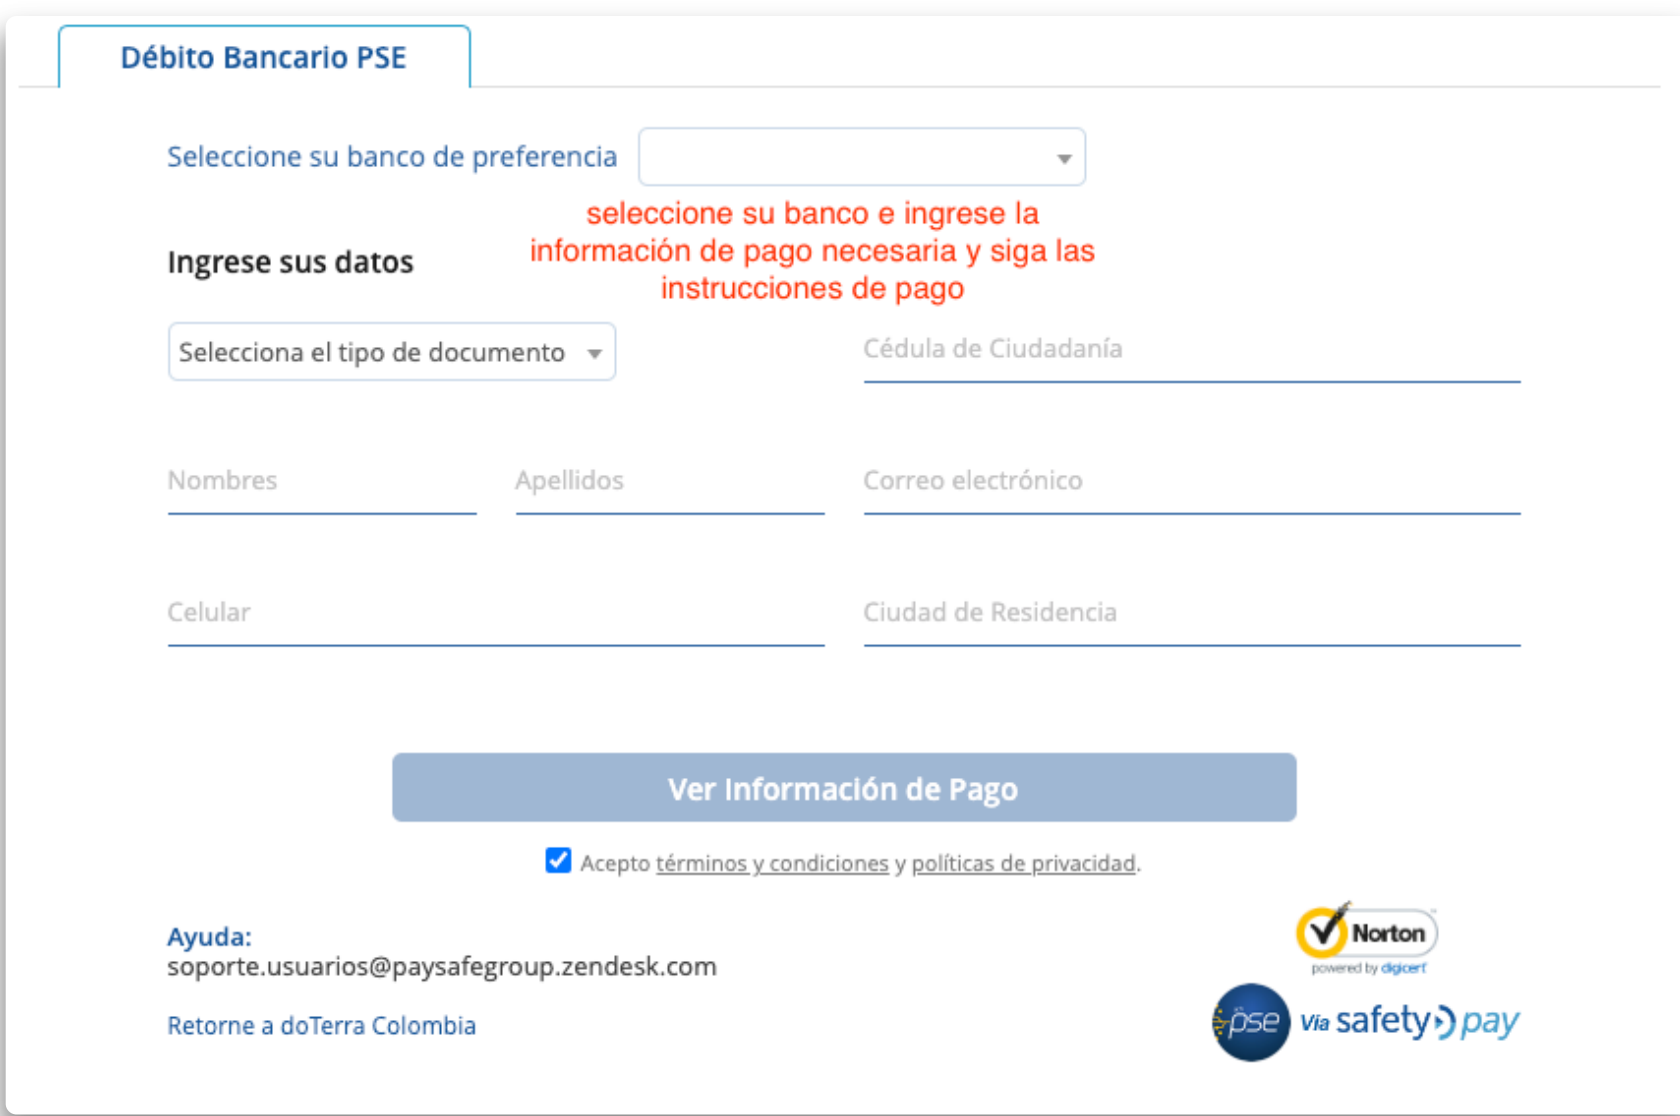 Débito Bancario PSE
Seleccione su banco de preferencia
seleccione su banco e ingrese la
información de pago necesaria y siga las
instrucciones de pago
Ingrese sus datos
Selecciona el tipo de documento
Cédula de Ciudadanía
Nombres
Apellidos
Correo electrónico
Celular
Ciudad de Residencia
Ver Información de Pago
Acepto términos y condiciones y políticas de privacidad.
Ayuda:
soporte.usuarios@paysafegroup.zendesk.com
Retorne a doTerra Colombia
Norton
powered by digicert
pse Vía safetypay